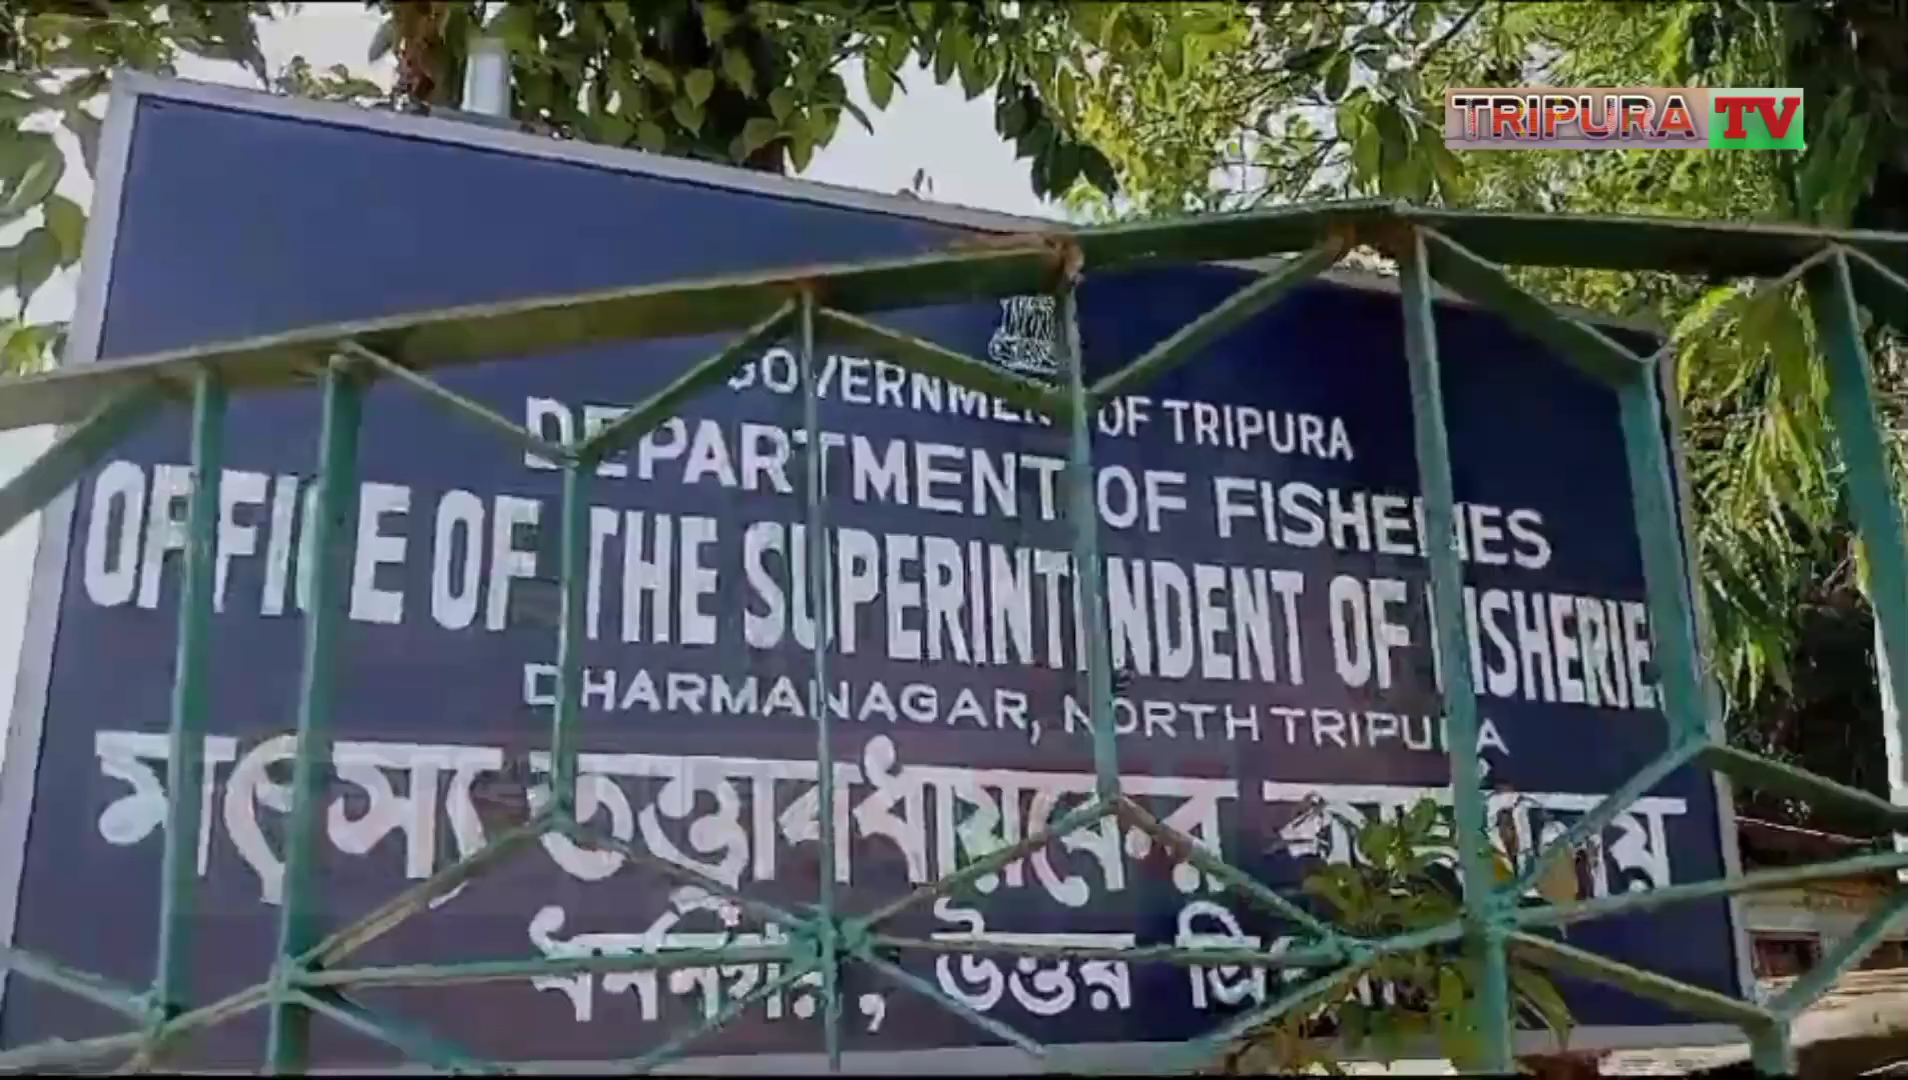 TRIPURA TV
GOVERNMENT OF TRIPURA
DEPARTMENT OF FISHERIES
OFFICE OF THE SUPERINTENDENT OF FISHERIES
DHARMANAGAR, NORTH TRIPURA
মৎস্য তত্ত্বাবধায়কের কার্যালয়
ধর্মনগর, উত্তর ত্রিপুরা